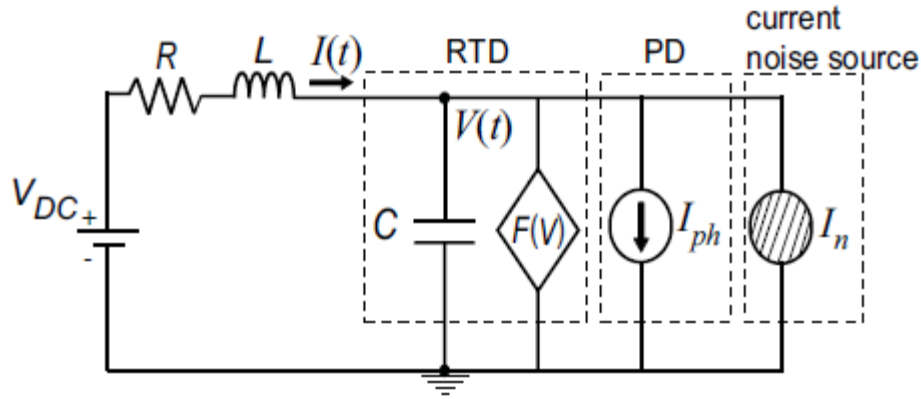 current
noise source
R
L
I(t)
RTD
PD
V(t)
V_DC
+
-
C
F(V)
I_ph
I_n